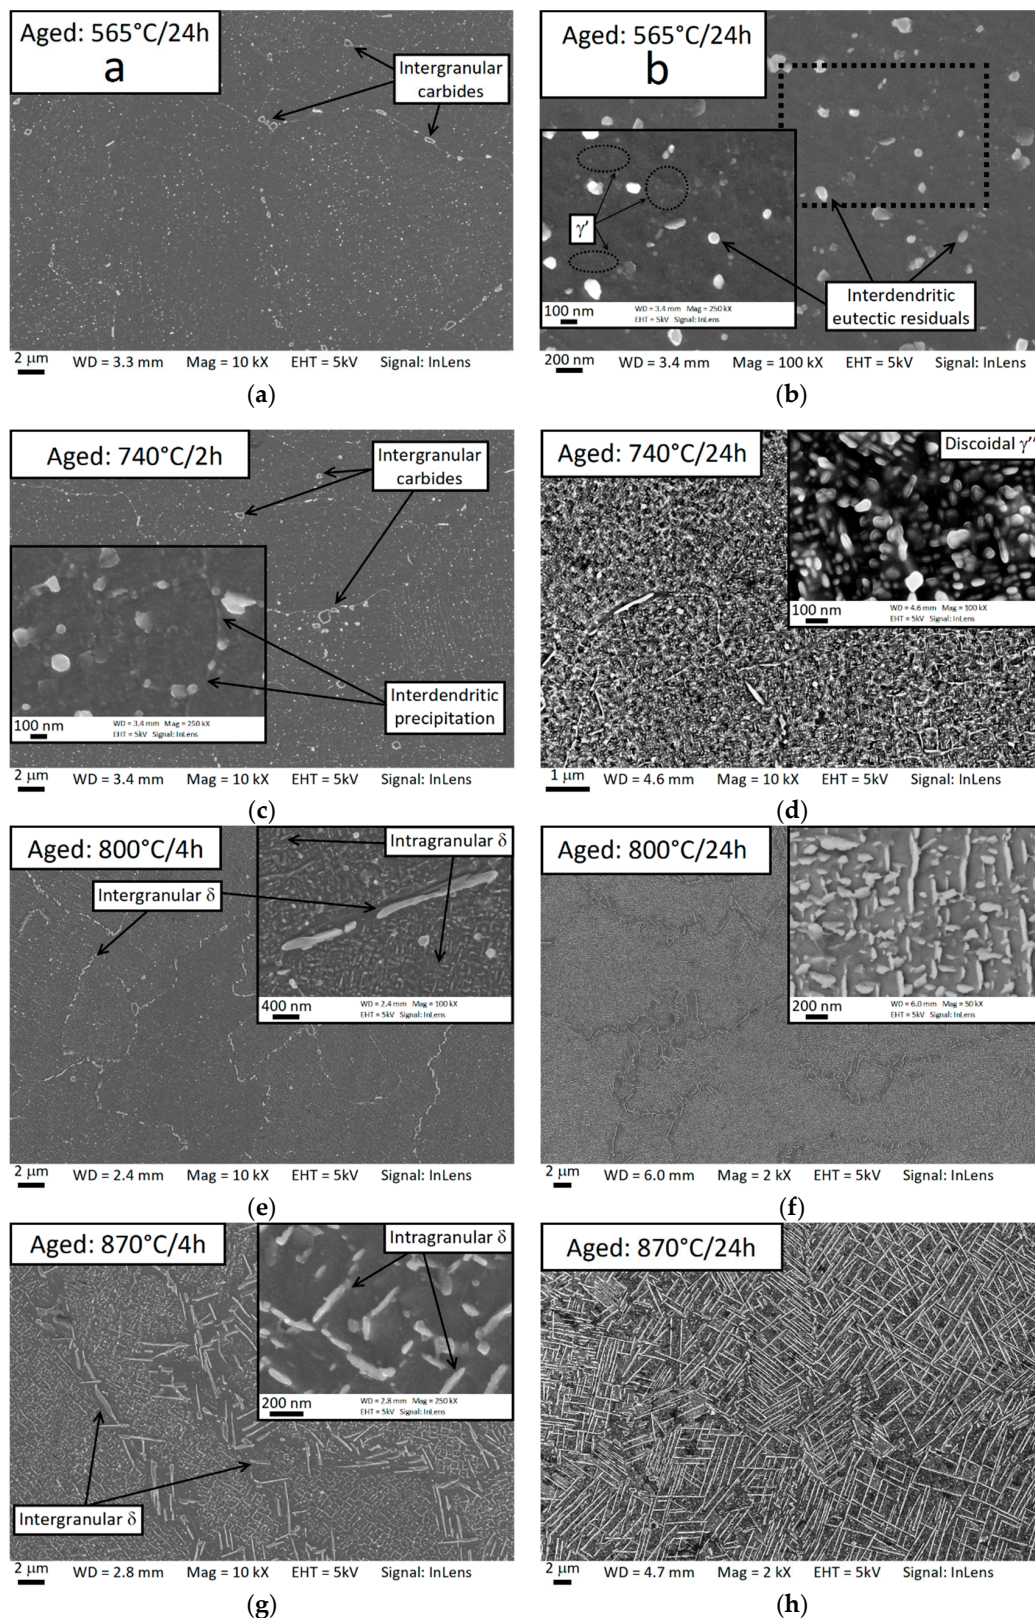 Aged: 565°C/24h
a
Intergranular
carbides
2 μm WD = 3.3 mm Mag = 10 kX EHT = 5kV Signal: InLens
(a)
Aged: 565°C/24h
b
γ'
100 nm
WD = 3.4 mm Mag = 250 kX
EHT = 5kV Signal: InLens
Interdendritic
eutectic residuals
200 nm WD = 3.4 mm Mag = 100 kX EHT = 5kV Signal: InLens
(b)
Aged: 740°C/2h
Intergranular
carbides
Interdendritic
precipitation
100 nm
WD = 3.4 mm Mag = 250 kX
EHT = 5kV Signal: InLens
2 μm WD = 3.4 mm Mag = 10 kX EHT = 5kV Signal: InLens
(c)
Aged: 740°C/24h
Discoidal γ''
100 nm
WD = 4.6 mm Mag = 100 kX
EHT = 5kV Signal: InLens
1 μm WD = 4.6 mm Mag = 10 kX EHT = 5kV Signal: InLens
(d)
Aged: 800°C/4h
Intragranular δ
Intergranular δ
400 nm
WD = 2.4 mm Mag = 100 kX
EHT = 5kV Signal: InLens
2 μm WD = 2.4 mm Mag = 10 kX EHT = 5kV Signal: InLens
(e)
Aged: 800°C/24h
200 nm
WD = 6.0 mm Mag = 50 kX
EHT = 5kV Signal: InLens
2 μm WD = 6.0 mm Mag = 2 kX EHT = 5kV Signal: InLens
(f)
Aged: 870°C/4h
Intragranular δ
200 nm
WD = 2.8 mm Mag = 250 kX
EHT = 5kV Signal: InLens
Intergranular δ
2 μm WD = 2.8 mm Mag = 10 kX EHT = 5kV Signal: InLens
(g)
Aged: 870°C/24h
2 μm WD = 4.7 mm Mag = 2 kX EHT = 5kV Signal: InLens
(h)